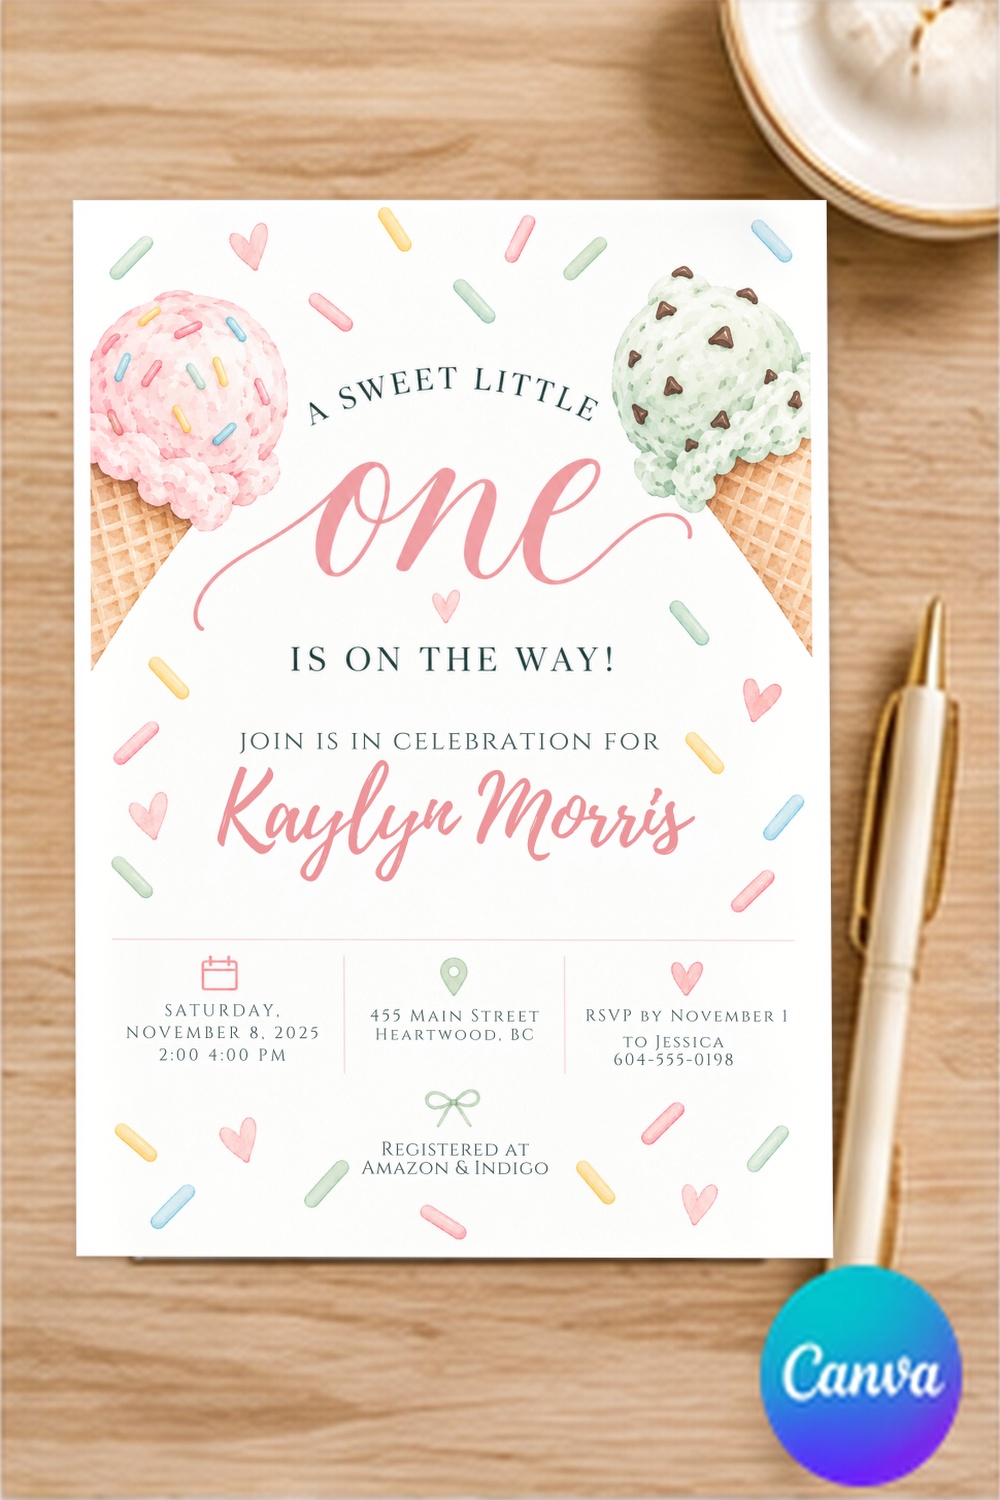 A SWEET LITTLE
one
IS ON THE WAY!
JOIN IS IN CELEBRATION FOR
Kaylyn Morris
SATURDAY,
NOVEMBER 8, 2025
2:00 4:00 PM
455 MAIN STREET
HEARTWOOD, BC
RSVP BY NOVEMBER 1
TO JESSICA
604-555-0198
REGISTERED AT
AMAZON & INDIGO
Canva